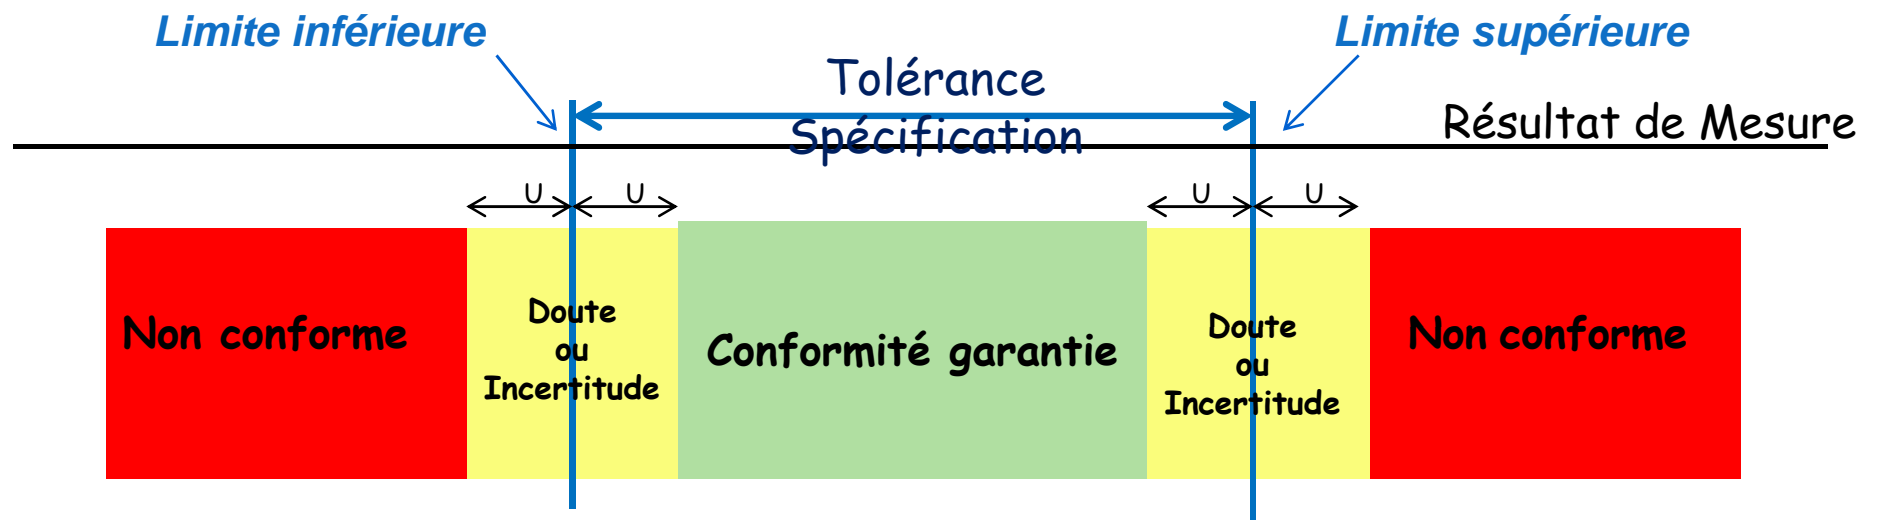 Limite inférieure
Limite supérieure
Tolérance
Spécification
Résultat de Mesure
U
U
U
U
Non conforme
Doute
ou
Incertitude
Conformité garantie
Doute
ou
Incertitude
Non conforme